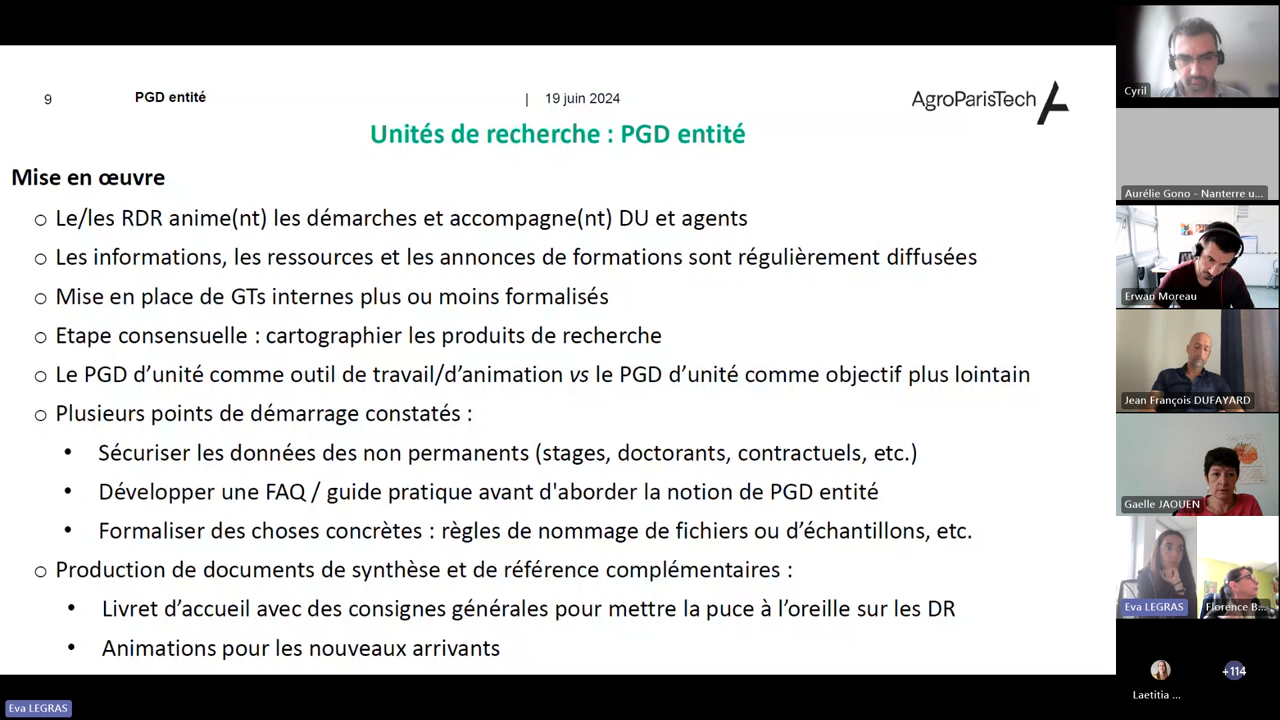 9
PGD entité
| 19 juin 2024
AgroParisTech
Unités de recherche : PGD entité
Mise en œuvre
o Le/les RDR anime(nt) les démarches et accompagne(nt) DU et agents
o Les informations, les ressources et les annonces de formations sont régulièrement diffusées
o Mise en place de GTs internes plus ou moins formalisés
o Etape consensuelle : cartographier les produits de recherche
o Le PGD d’unité comme outil de travail/d’animation vs le PGD d’unité comme objectif plus lointain
o Plusieurs points de démarrage constatés :
• Sécuriser les données des non permanents (stages, doctorants, contractuels, etc.)
• Développer une FAQ / guide pratique avant d'aborder la notion de PGD entité
• Formaliser des choses concrètes : règles de nommage de fichiers ou d’échantillons, etc.
o Production de documents de synthèse et de référence complémentaires :
• Livret d’accueil avec des consignes générales pour mettre la puce à l’oreille sur les DR
• Animations pour les nouveaux arrivants
Eva LEGRAS
Cyril
Aurélie Gono - Nanterre u...
Erwan Moreau
Jean François DUFAYARD
Gaelle JAOUEN
Eva LEGRAS
Florence B...
Laetitia ...
+114